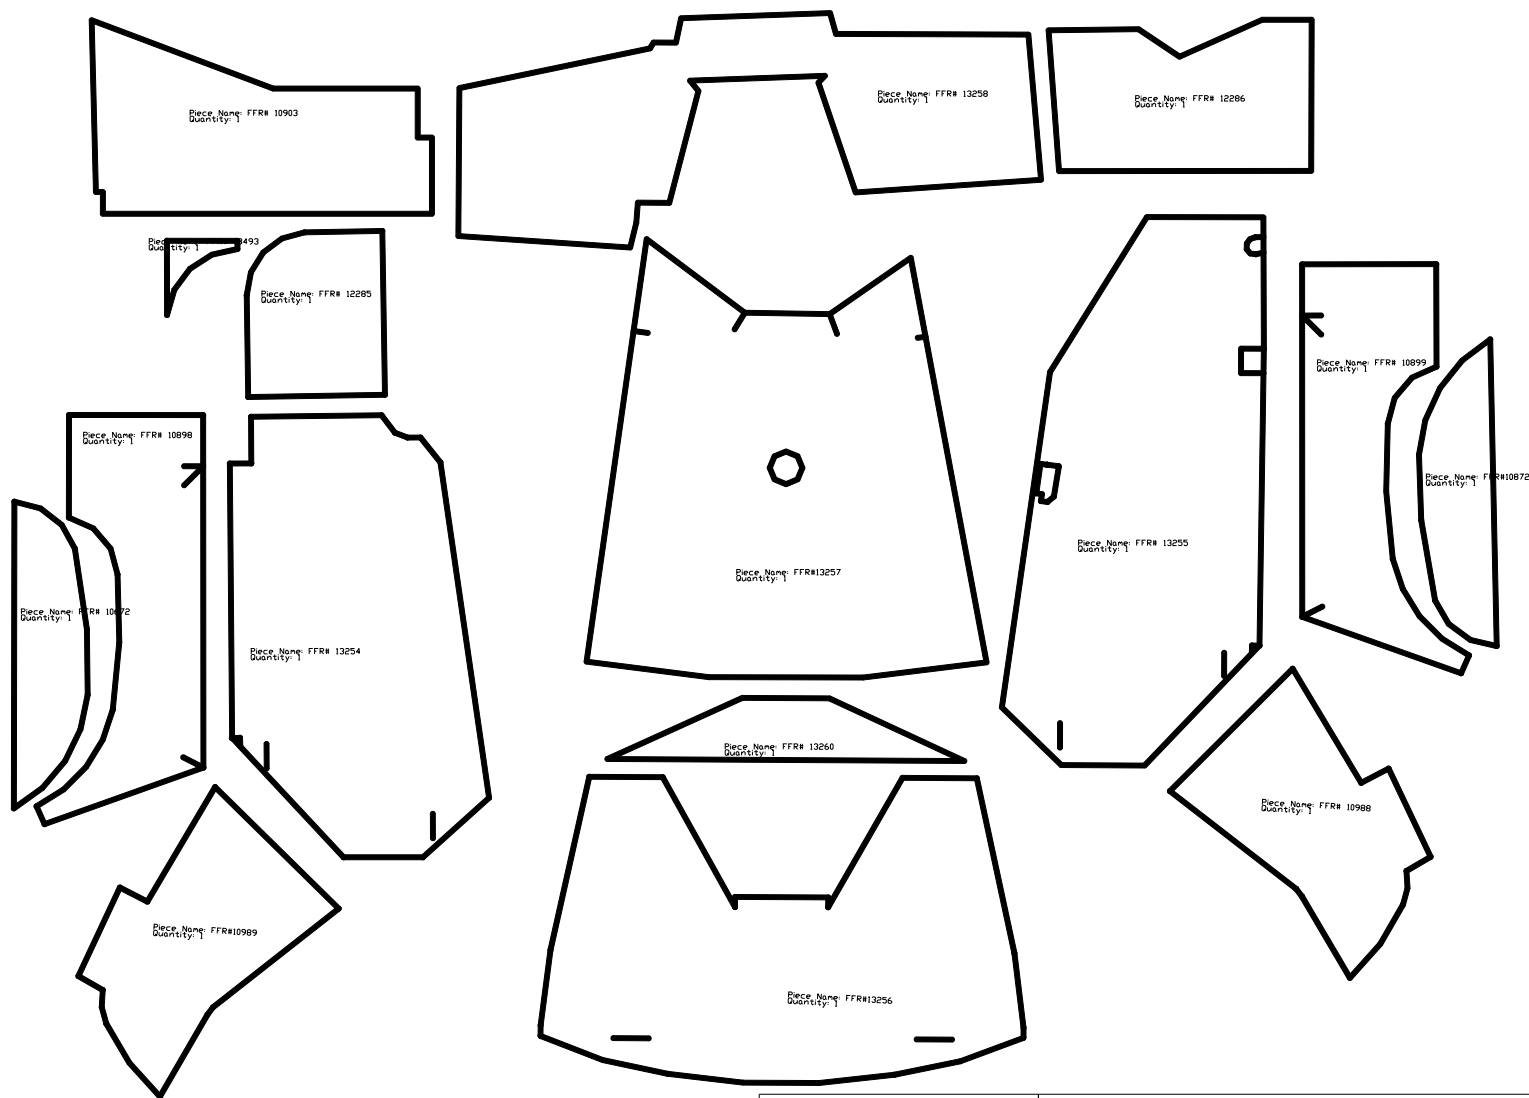 Piece Name: FFR# 10903
Quantity: 1
Piece Name: FFR# 13258
Quantity: 1
Piece Name: FFR# 12286
Quantity: 1
493
Quantity: 1
Piece Name: FFR# 12285
Quantity: 1
Piece Name: FFR# 10899
Quantity: 1
Piece Name: FFR# 10898
Quantity: 1
Piece Name: FFR#10872
Quantity: 1
Piece Name: FFR# 13255
Quantity: 1
Piece Name: FFR#13257
Quantity: 1
Piece Name:
Quantity: 1
Piece Name: FFR# 13254
Quantity: 1
Piece Name: FFR# 13260
Quantity: 1
Piece Name: FFR# 10988
Quantity: 1
Piece Name: FFR#10989
Quantity: 1
Piece Name: FFR#13256
Quantity: 1